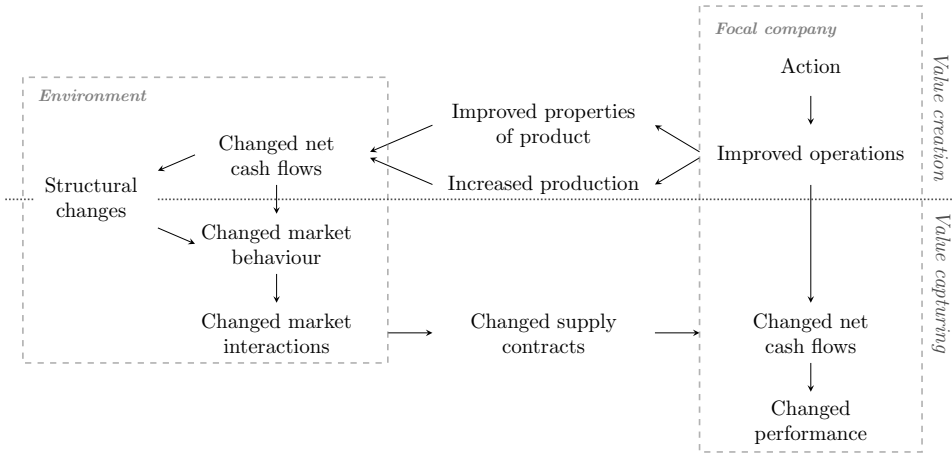 Focal company
Action
Improved operations
Value creation
Environment
Improved properties
of product
Increased production
Changed net
cash flows
Structural
changes
Changed market
behaviour
Changed market
interactions
Changed supply
contracts
Changed net
cash flows
Changed
performance
Value capturing